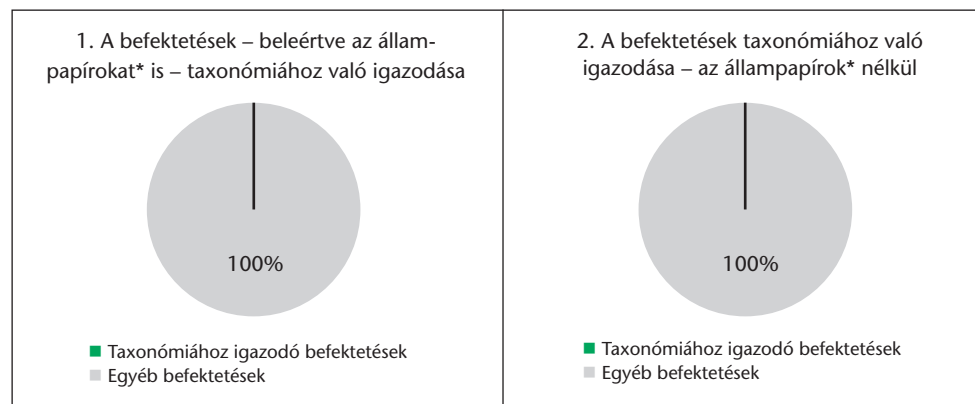 1. A befektetések – beleértve az állam-
papírokat* is – taxonómiához való igazodása
100%
■ Taxonómiához igazodó befektetések
■ Egyéb befektetések
2. A befektetések taxonómiához való
igazodása – az állampapírok* nélkül
100%
■ Taxonómiához igazodó befektetések
■ Egyéb befektetések